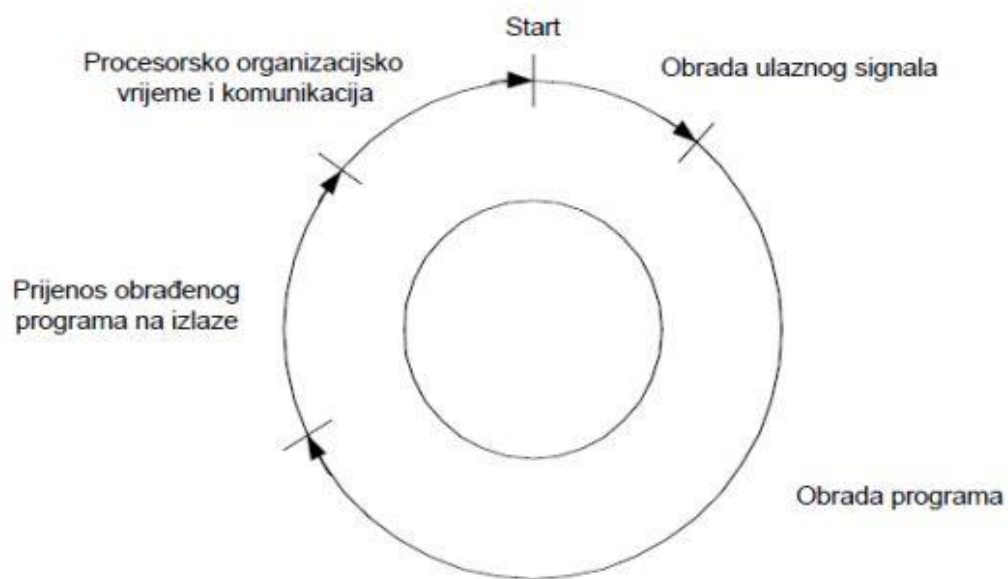 Start
Procesorsko organizacijsko
vrijeme i komunikacija
Obrada ulaznog signala
Prijenos obrađenog
programa na izlaze
Obrada programa